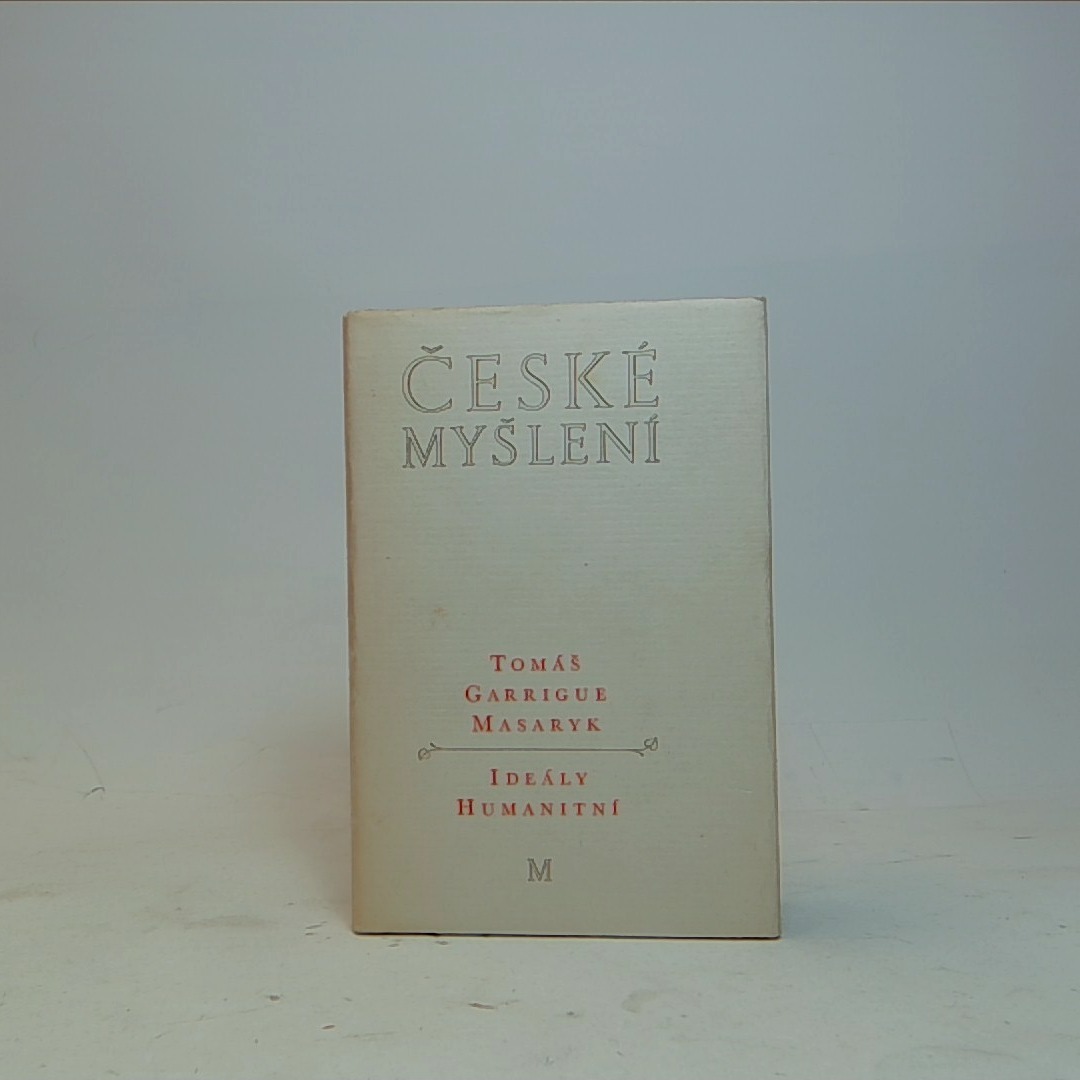 ČESKÉ
MYŠLENÍ
TOMÁŠ
GARRIGUE
MASARYK
IDEÁLY
HUMANITNÍ
M